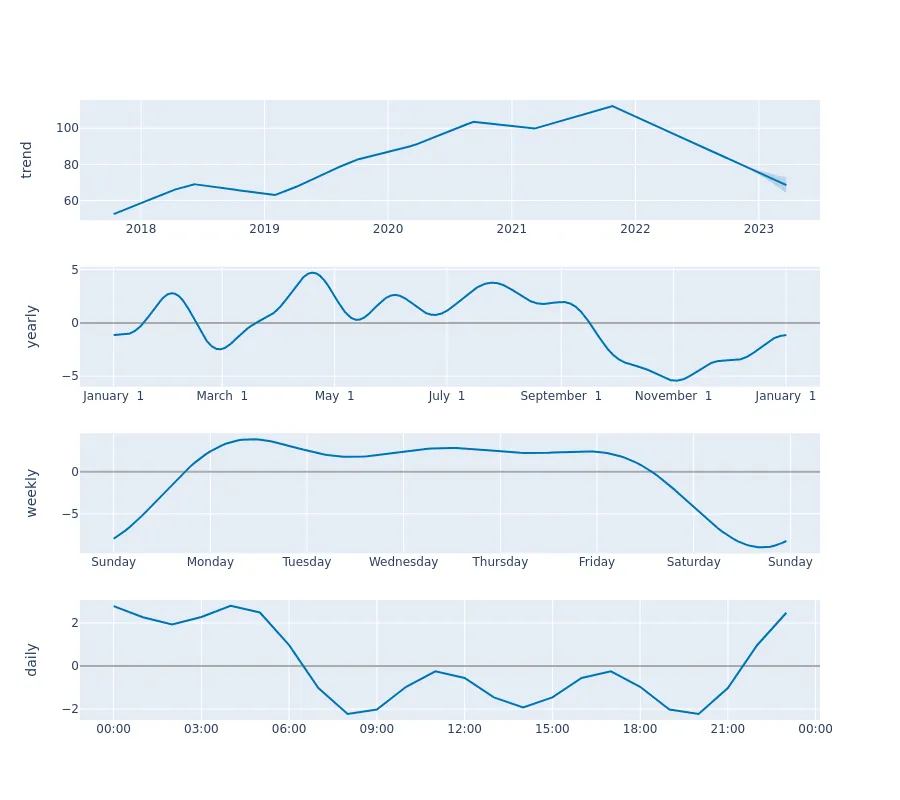 trend
100
80
60
2018 2019 2020 2021 2022 2023
yearly
5
0
−5
January 1 March 1 May 1 July 1 September 1 November 1 January 1
weekly
0
−5
Sunday Monday Tuesday Wednesday Thursday Friday Saturday Sunday
daily
2
0
−2
00:00 03:00 06:00 09:00 12:00 15:00 18:00 21:00 00:00